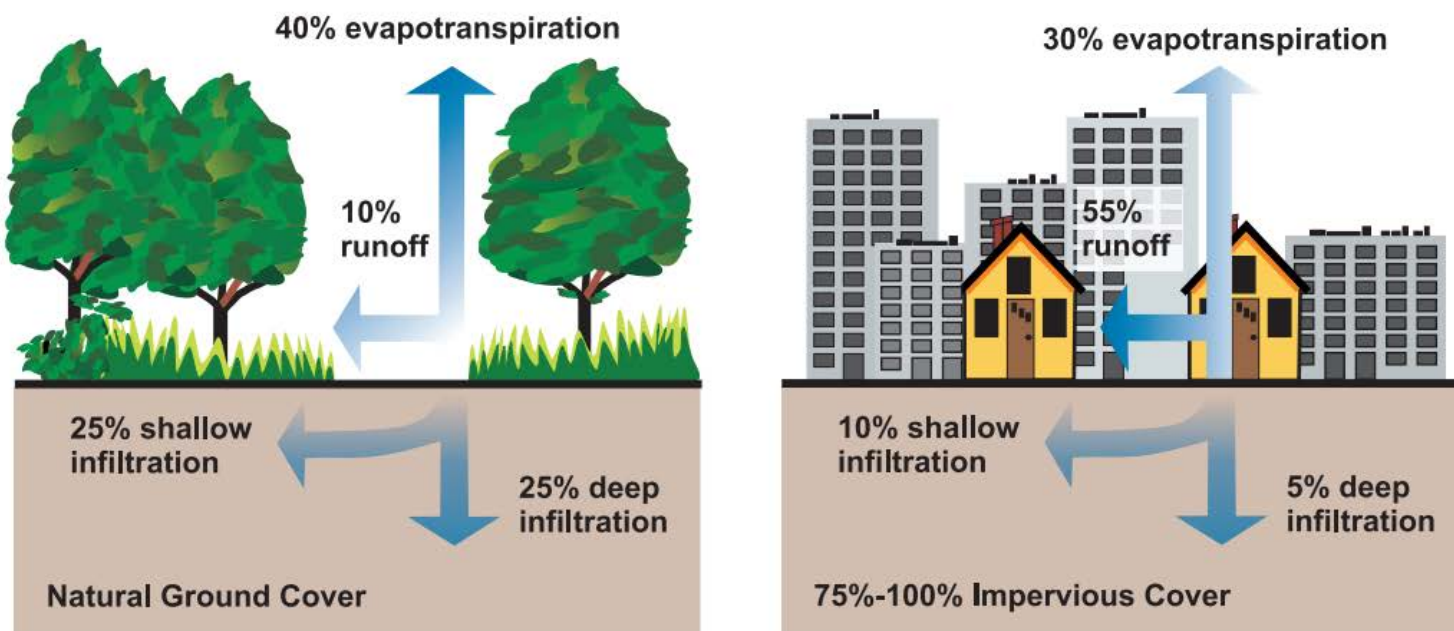 40% evapotranspiration
10%
runoff
25% shallow
infiltration
25% deep
infiltration
Natural Ground Cover
30% evapotranspiration
55%
runoff
10% shallow
infiltration
5% deep
infiltration
75%-100% Impervious Cover